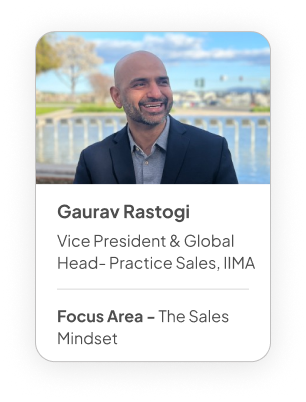 Gaurav Rastogi
Vice President & Global
Head- Practice Sales, IIMA
Focus Area - The Sales
Mindset